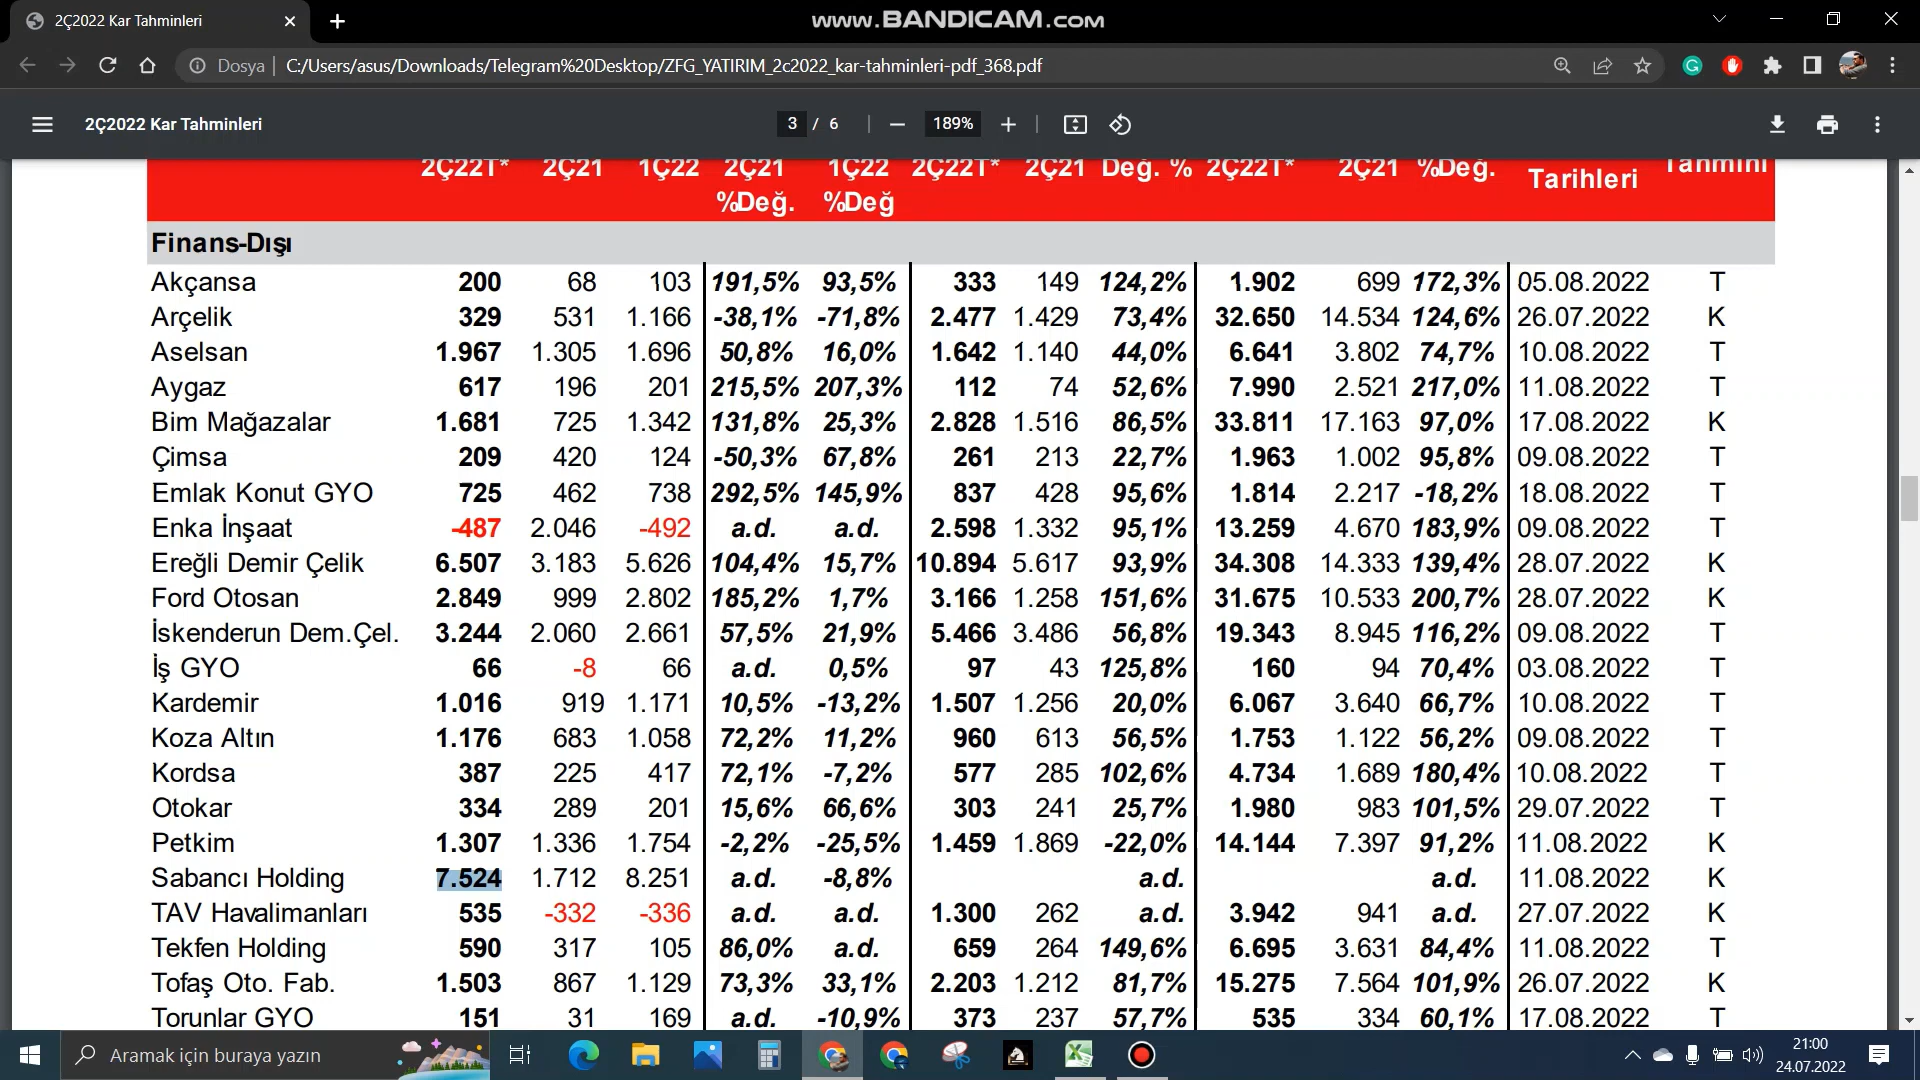 2Ç2022 Kar Tahminleri
www.BANDICAM.com
Dosya C:/Users/asus/Downloads/Telegram%20Desktop/ZFG_YATIRIM_2c2022_kar-tahminleri-pdf_368.pdf
2Ç2022 Kar Tahminleri 3 / 6 189%
2Ç22T* 2Ç21 1Ç22 2Ç21 1Ç22 2Ç22T* 2Ç21 Değ. % 2Ç22T* 2Ç21 %Değ. Tarihleri Tahmini
%Değ. %Değ
Finans-Dışı
Akçansa 200 68 103 191,5% 93,5% 333 149 124,2% 1.902 699 172,3% 05.08.2022 T
Arçelik 329 531 1.166 -38,1% -71,8% 2.477 1.429 73,4% 32.650 14.534 124,6% 26.07.2022 K
Aselsan 1.967 1.305 1.696 50,8% 16,0% 1.642 1.140 44,0% 6.641 3.802 74,7% 10.08.2022 T
Aygaz 617 196 201 215,5% 207,3% 112 74 52,6% 7.990 2.521 217,0% 11.08.2022 T
Bim Mağazalar 1.681 725 1.342 131,8% 25,3% 2.828 1.516 86,5% 33.811 17.163 97,0% 17.08.2022 K
Çimsa 209 420 124 -50,3% 67,8% 261 213 22,7% 1.963 1.002 95,8% 09.08.2022 T
Emlak Konut GYO 725 462 738 292,5% 145,9% 837 428 95,6% 1.814 2.217 -18,2% 18.08.2022 T
Enka İnşaat -487 2.046 -492 a.d. a.d. 2.598 1.332 95,1% 13.259 4.670 183,9% 09.08.2022 T
Ereğli Demir Çelik 6.507 3.183 5.626 104,4% 15,7% 10.894 5.617 93,9% 34.308 14.333 139,4% 28.07.2022 K
Ford Otosan 2.849 999 2.802 185,2% 1,7% 3.166 1.258 151,6% 31.675 10.533 200,7% 28.07.2022 K
İskenderun Dem.Çel. 3.244 2.060 2.661 57,5% 21,9% 5.466 3.486 56,8% 19.343 8.945 116,2% 09.08.2022 T
İş GYO 66 -8 66 a.d. 0,5% 97 43 125,8% 160 94 70,4% 03.08.2022 T
Kardemir 1.016 919 1.171 10,5% -13,2% 1.507 1.256 20,0% 6.067 3.640 66,7% 10.08.2022 T
Koza Altın 1.176 683 1.058 72,2% 11,2% 960 613 56,5% 1.753 1.122 56,2% 09.08.2022 T
Kordsa 387 225 417 72,1% -7,2% 577 285 102,6% 4.734 1.689 180,4% 10.08.2022 T
Otokar 334 289 201 15,6% 66,6% 303 241 25,7% 1.980 983 101,5% 29.07.2022 T
Petkim 1.307 1.336 1.754 -2,2% -25,5% 1.459 1.869 -22,0% 14.144 7.397 91,2% 11.08.2022 K
Sabancı Holding 7.524 1.712 8.251 a.d. -8,8% a.d. a.d. 11.08.2022 K
TAV Havalimanları 535 -332 -336 a.d. a.d. 1.300 262 a.d. 3.942 941 a.d. 27.07.2022 K
Tekfen Holding 590 317 105 86,0% a.d. 659 264 149,6% 6.695 3.631 84,4% 11.08.2022 T
Tofaş Oto. Fab. 1.503 867 1.129 73,3% 33,1% 2.203 1.212 81,7% 15.275 7.564 101,9% 26.07.2022 K
Torunlar GYO 151 31 169 a.d. -10,9% 373 237 57,7% 535 334 60,1% 17.08.2022 T
Aramak için buraya yazın
21:00
24.07.2022